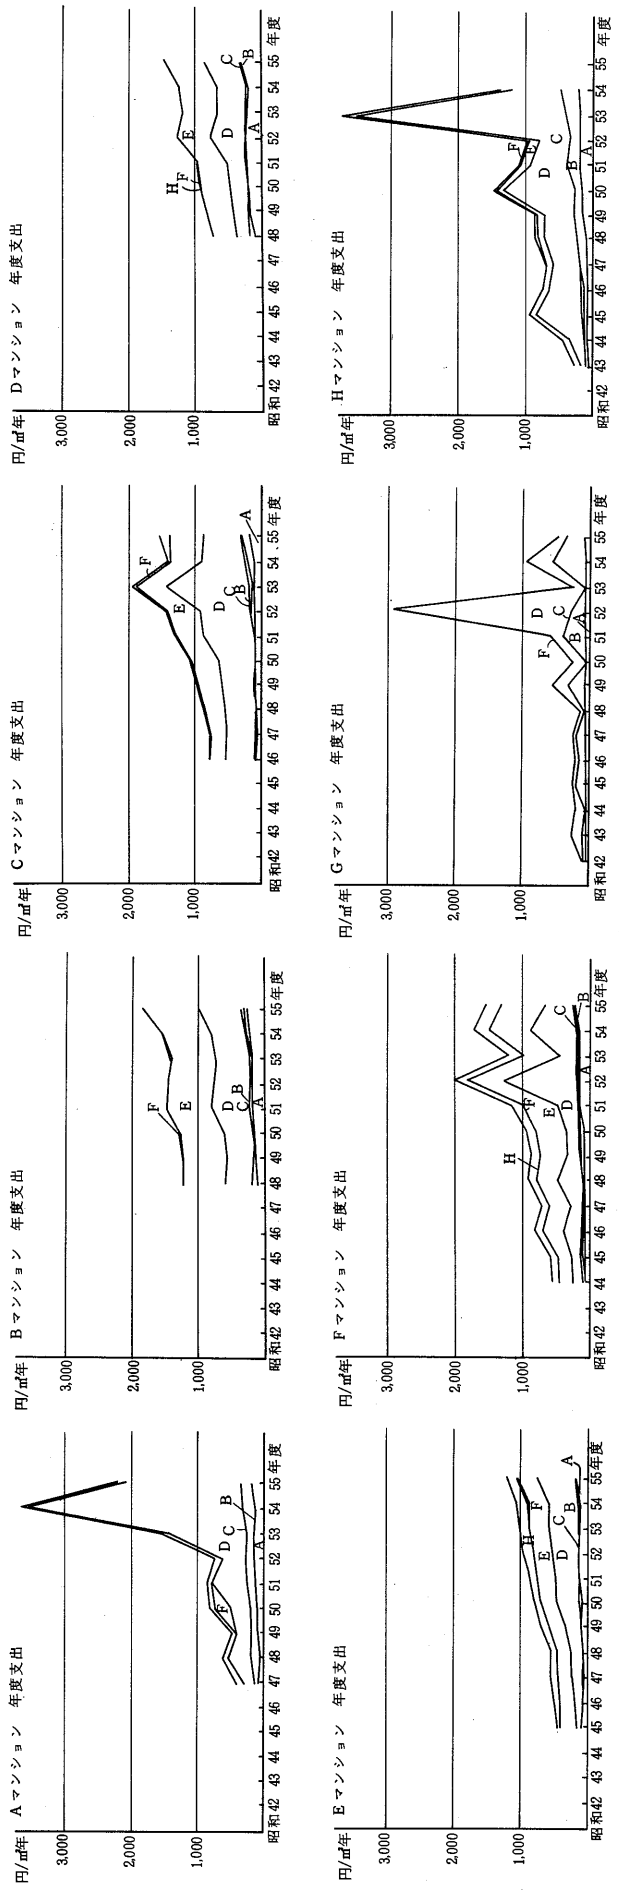 Aマンション 年度支出
円/㎡年
3,000
2,000
1,000
D
C
B
F
A
昭和42 43 44 45 46 47 48 49 50 51 52 53 54 55年度
Bマンション 年度支出
円/㎡年
3,000
2,000
1,000
F
E
D
B
C
A
昭和42 43 44 45 46 47 48 49 50 51 52 53 54 55年度
Cマンション 年度支出
円/㎡年
3,000
2,000
1,000
F
E
D
C
B
A
昭和42 43 44 45 46 47 48 49 50 51 52 53 54 55年度
Dマンション 年度支出
円/㎡年
3,000
2,000
1,000
H
F
E
D
C
B
A
昭和42 43 44 45 46 47 48 49 50 51 52 53 54 55年度
Eマンション 年度支出
円/㎡年
3,000
2,000
1,000
H
F
E
D
C
B
A
昭和42 43 44 45 46 47 48 49 50 51 52 53 54 55年度
Fマンション 年度支出
円/㎡年
3,000
2,000
1,000
H
F
E
D
C
B
A
昭和42 43 44 45 46 47 48 49 50 51 52 53 54 55年度
Gマンション 年度支出
円/㎡年
3,000
2,000
1,000
F
D
C
B
A
昭和42 43 44 45 46 47 48 49 50 51 52 53 54 55年度
Hマンション 年度支出
円/㎡年
3,000
2,000
1,000
F
E
D
C
B
A
昭和42 43 44 45 46 47 48 49 50 51 52 53 54 55年度